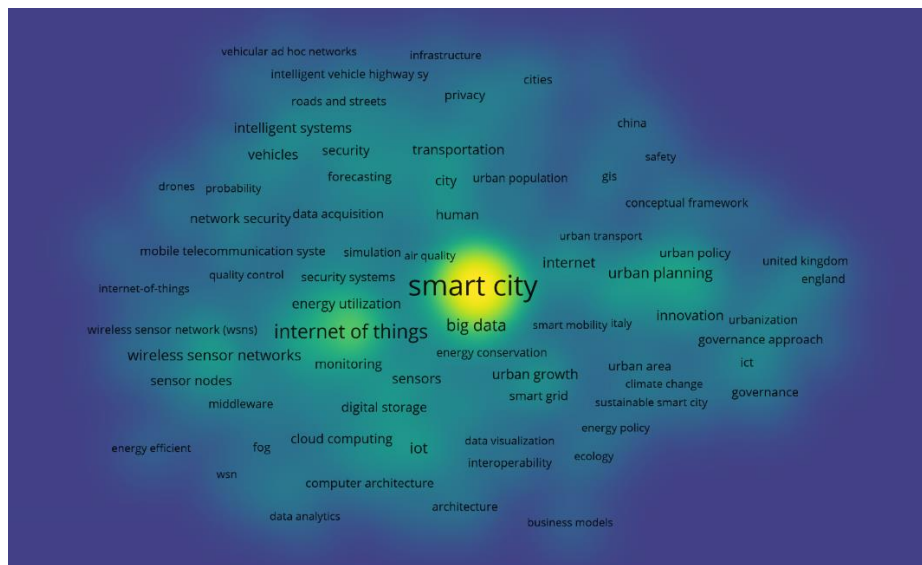 vehicular ad hoc networks
infrastructure
intelligent vehicle highway sy
cities
roads and streets
privacy
intelligent systems
china
vehicles
security
transportation
safety
forecasting
city
urban population
gis
drones
probability
conceptual framework
network security
data acquisition
human
urban transport
mobile telecommunication syste
simulation
air quality
internet
urban policy
united kingdom
quality control
security systems
urban planning
england
internet-of-things
smart city
energy utilization
innovation
urbanization
wireless sensor network (wsns)
internet of things
big data
smart mobility
italy
governance approach
wireless sensor networks
monitoring
energy conservation
urban area
ict
sensor nodes
sensors
urban growth
climate change
governance
middleware
digital storage
smart grid
sustainable smart city
energy policy
energy efficient
fog
cloud computing
iot
data visualization
interoperability
ecology
wsn
computer architecture
data analytics
architecture
business models